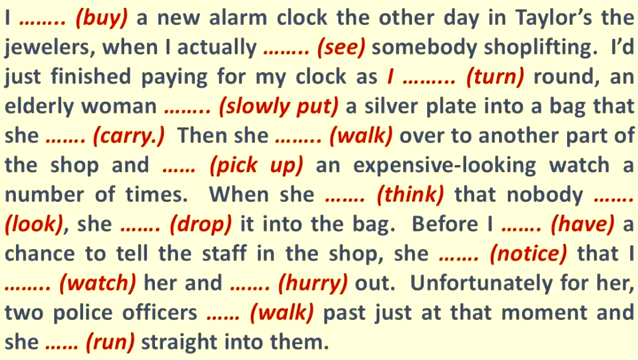 I …….. (buy) a new alarm clock the other day in Taylor’s the
jewelers, when I actually …….. (see) somebody shoplifting. I’d
just finished paying for my clock as I ……... (turn) round, an
elderly woman …….. (slowly put) a silver plate into a bag that
she ……. (carry.) Then she …….. (walk) over to another part of
the shop and …… (pick up) an expensive-looking watch a
number of times. When she ……. (think) that nobody …….
(look), she ……. (drop) it into the bag. Before I ……. (have) a
chance to tell the staff in the shop, she ……. (notice) that I
…….. (watch) her and ……. (hurry) out. Unfortunately for her,
two police officers …… (walk) past just at that moment and
she …… (run) straight into them.